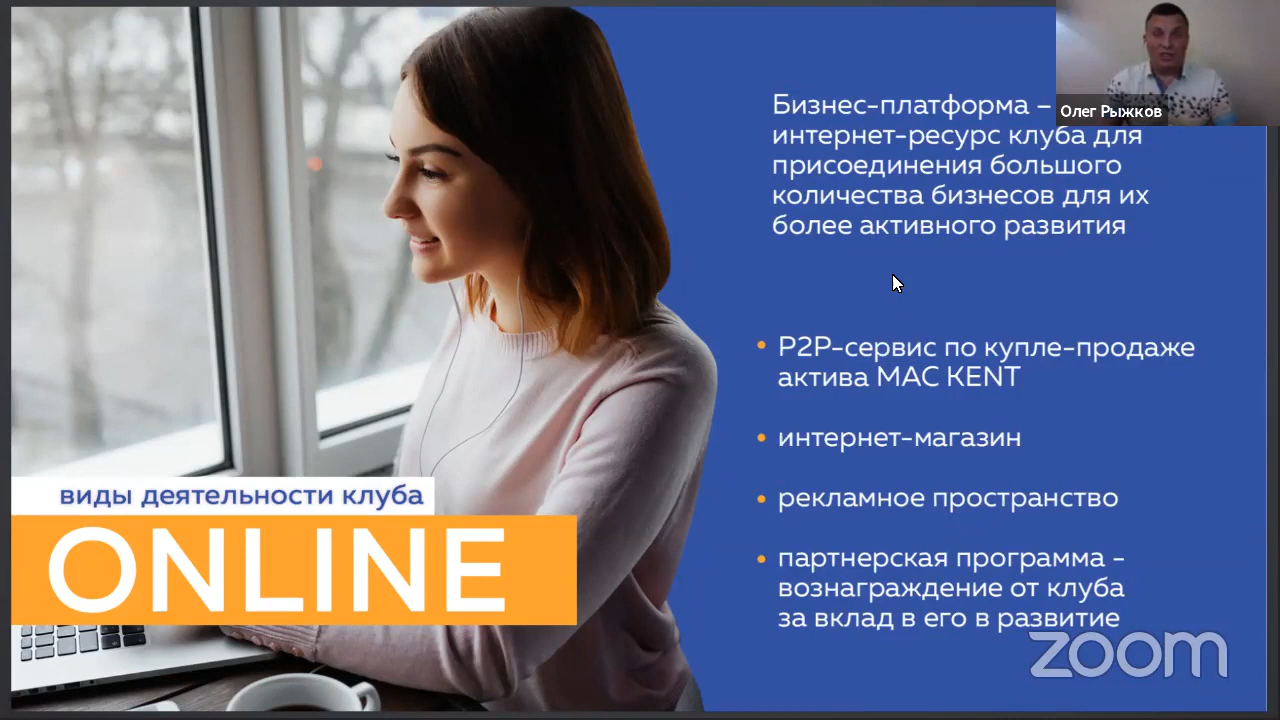 Олег Рыжков
Бизнес-платформа –
интернет-ресурс клуба для
присоединения большого
количества бизнесов для их
более активного развития
• P2P-сервис по купле-продаже
актива MAC KENT
• интернет-магазин
• рекламное пространство
• партнерская программа -
вознаграждение от клуба
за вклад в его в развитие
виды деятельности клуба
ONLINE
zoom